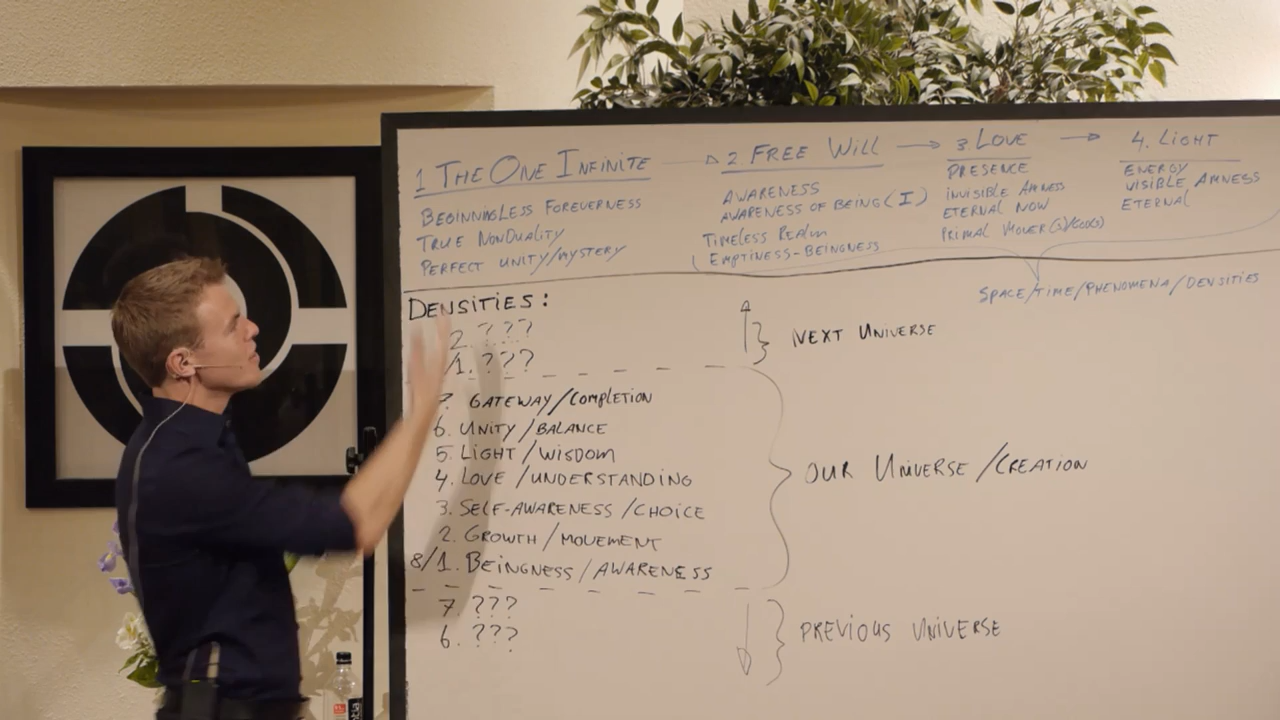 1 THE ONE INFINITE
BEGINNINGLESS FOREVERNESS
TRUE NONDUALITY
PERFECT UNITY/MYSTERY
2. FREE WILL
AWARENESS
AWARENESS OF BEING (I)
TIMELESS REALM
EMPTINESS-BEINGNESS
3. LOVE
PRESENCE
INVISIBLE AMNESS
ETERNAL NOW
PRIMAL MOVER(S)/
4. LIGHT
ENERGY
VISIBLE AMNESS
ETERNAL
SPACE/TIME/PHENOMENA/DENSITIES
DENSITIES:
2. ???
/1. ???
NEXT UNIVERSE
7. GATEWAY/COMPLETION
6. UNITY/BALANCE
5. LIGHT/WISDOM
4. LOVE/UNDERSTANDING
3. SELF-AWARENESS/CHOICE
2. GROWTH/MOVEMENT
8/1. BEINGNESS/AWARENESS
OUR UNIVERSE/CREATION
7. ???
6. ???
PREVIOUS UNIVERSE